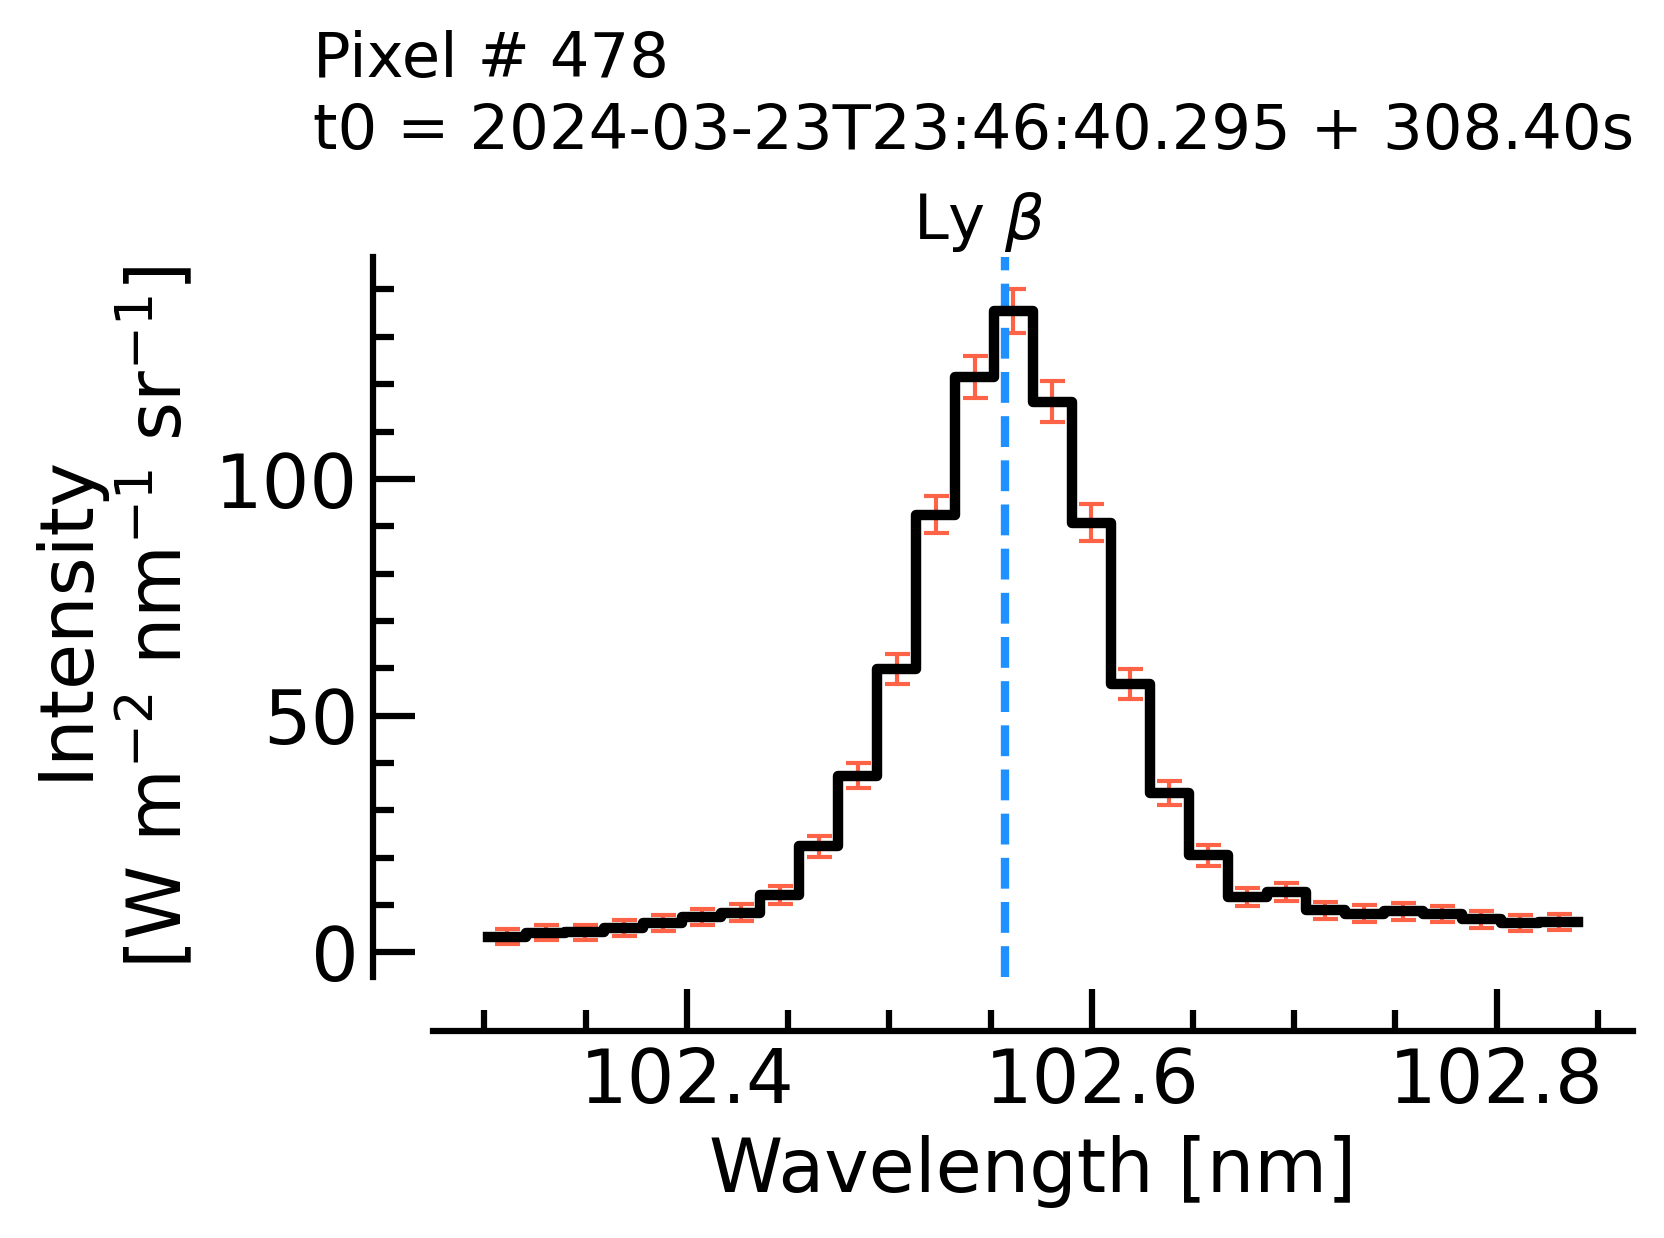 Pixel # 478
t0 = 2024-03-23T23:46:40.295 + 308.40s
Ly β
Intensity
[W m⁻² nm⁻¹ sr⁻¹]
100
50
0
102.4 102.6 102.8
Wavelength [nm]